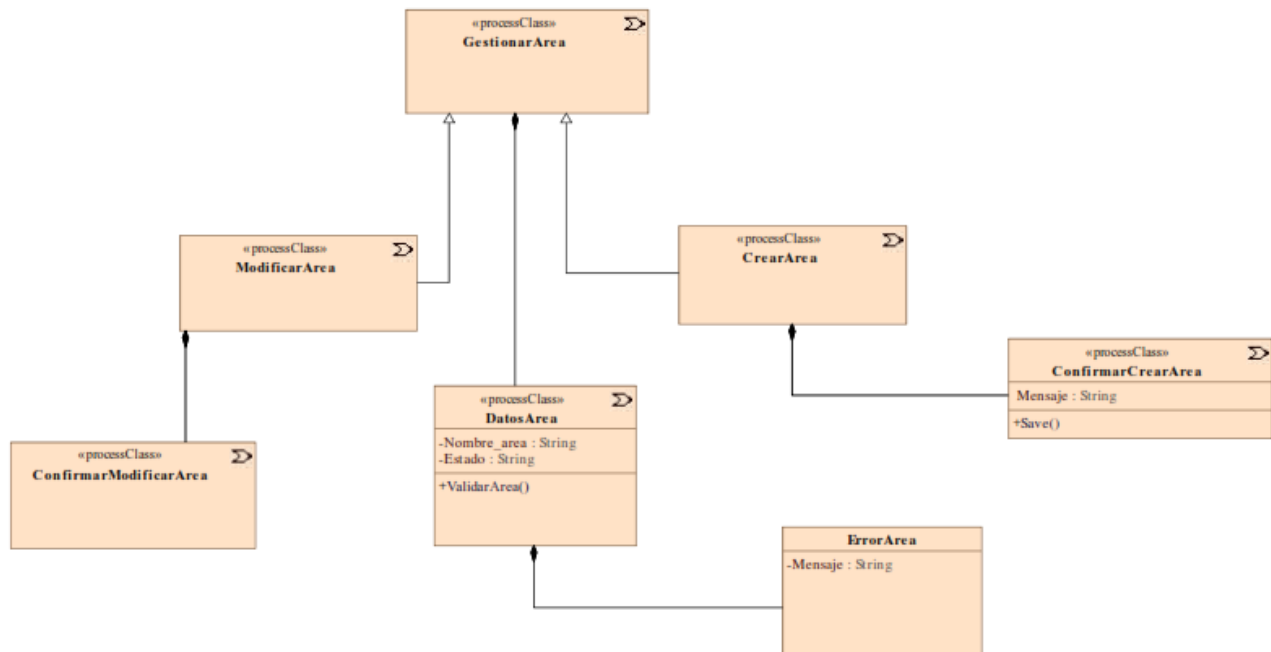 «processClass»
GestionarArea
«processClass»
ModificarArea
«processClass»
CrearArea
«processClass»
ConfirmarCrearArea
Mensaje : String
+Save()
«processClass»
DatosArea
-Nombre_area : String
-Estado : String
+ValidarArea()
«processClass»
ConfirmarModificarArea
ErrorArea
-Mensaje : String